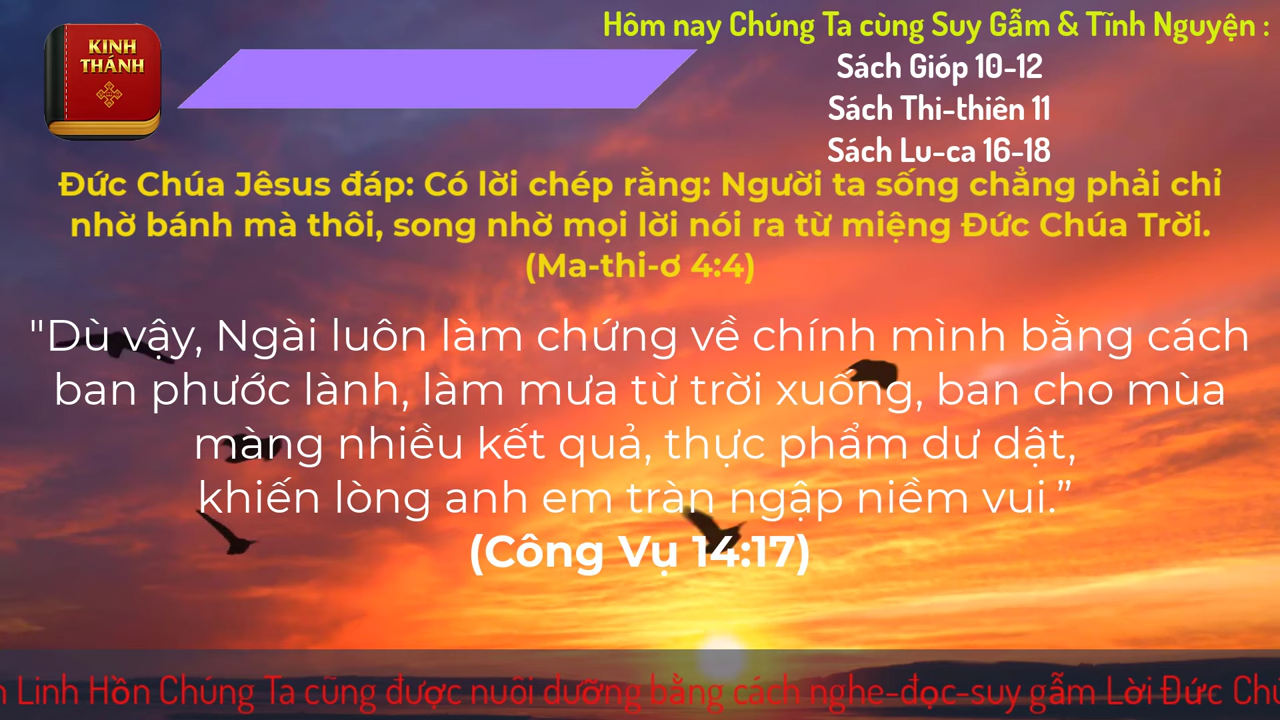 KINH
THÁNH
Hôm nay Chúng Ta cùng Suy Gẫm & Tĩnh Nguyện :
Sách Gióp 10-12
Sách Thi-thiên 11
Sách Lu-ca 16-18
Đức Chúa Jêsus đáp: Có lời chép rằng: Người ta sống chẳng phải chỉ
nhờ bánh mà thôi, song nhờ mọi lời nói ra từ miệng Đức Chúa Trời.
(Ma-thi-ơ 4:4)
"Dù vậy, Ngài luôn làm chứng về chính mình bằng cách
ban phước lành, làm mưa từ trời xuống, ban cho mùa
màng nhiều kết quả, thực phẩm dư dật,
khiến lòng anh em tràn ngập niềm vui.”
(Công Vụ 14:17)
Linh Hồn Chúng Ta cũng được nuôi dưỡng bằng cách nghe-đọc-suy gẫm Lời Đức